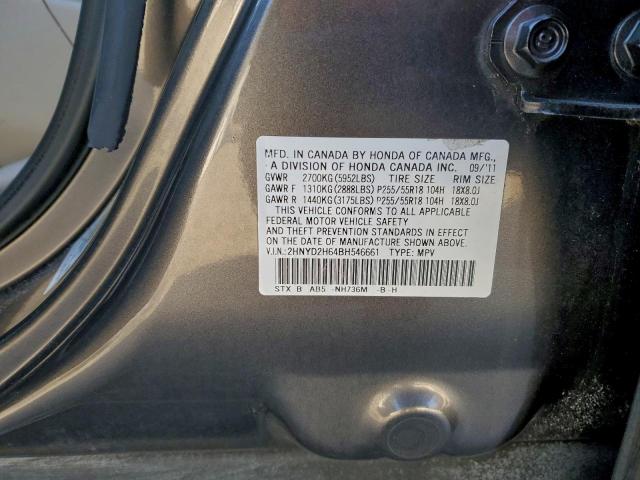 MFD. IN CANADA BY HONDA OF CANADA MFG.,
A DIVISION OF HONDA CANADA INC. 09/'11
GVWR 2700KG(5952LBS) TIRE SIZE RIM SIZE
GAWR F 1310KG(2888LBS) P255/55R18 104H 18X8.0J
GAWR R 1440KG(3175LBS) P255/55R18 104H 18X8.0J
THIS VEHICLE CONFORMS TO ALL APPLICABLE
FEDERAL MOTOR VEHICLE SAFETY
AND THEFT PREVENTION STANDARDS IN EFFECT ON
THE DATE OF MANUFACTURE SHOWN ABOVE.
V.I.N.:2HNYD2H64BH546661 TYPE: MPV
STX B AB5 -NH736M -B-H